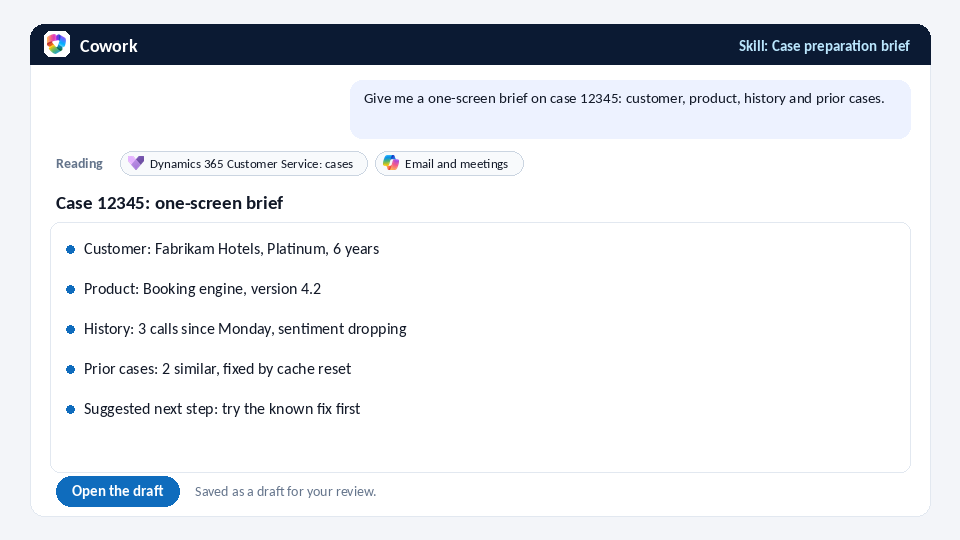 Cowork
Skill: Case preparation brief
Give me a one-screen brief on case 12345: customer, product, history and prior cases.
Reading
Dynamics 365 Customer Service: cases
Email and meetings
Case 12345: one-screen brief
Customer: Fabrikam Hotels, Platinum, 6 years
Product: Booking engine, version 4.2
History: 3 calls since Monday, sentiment dropping
Prior cases: 2 similar, fixed by cache reset
Suggested next step: try the known fix first
Open the draft
Saved as a draft for your review.